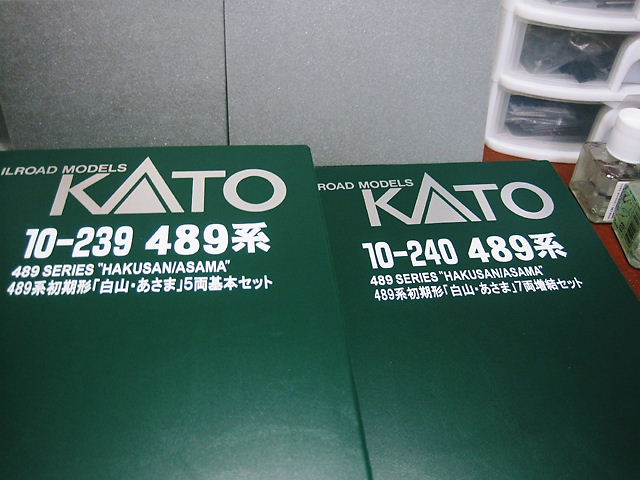 ILROAD MODELS
KATO
10-239 489系
489 SERIES "HAKUSAN/ASAMA"
489系初期形「白山・あさま」5両基本セット
ROAD MODELS
KATO
10-240 489系
489 SERIES "HAKUSAN/ASAMA"
489系初期形「白山・あさま」7両増結セット